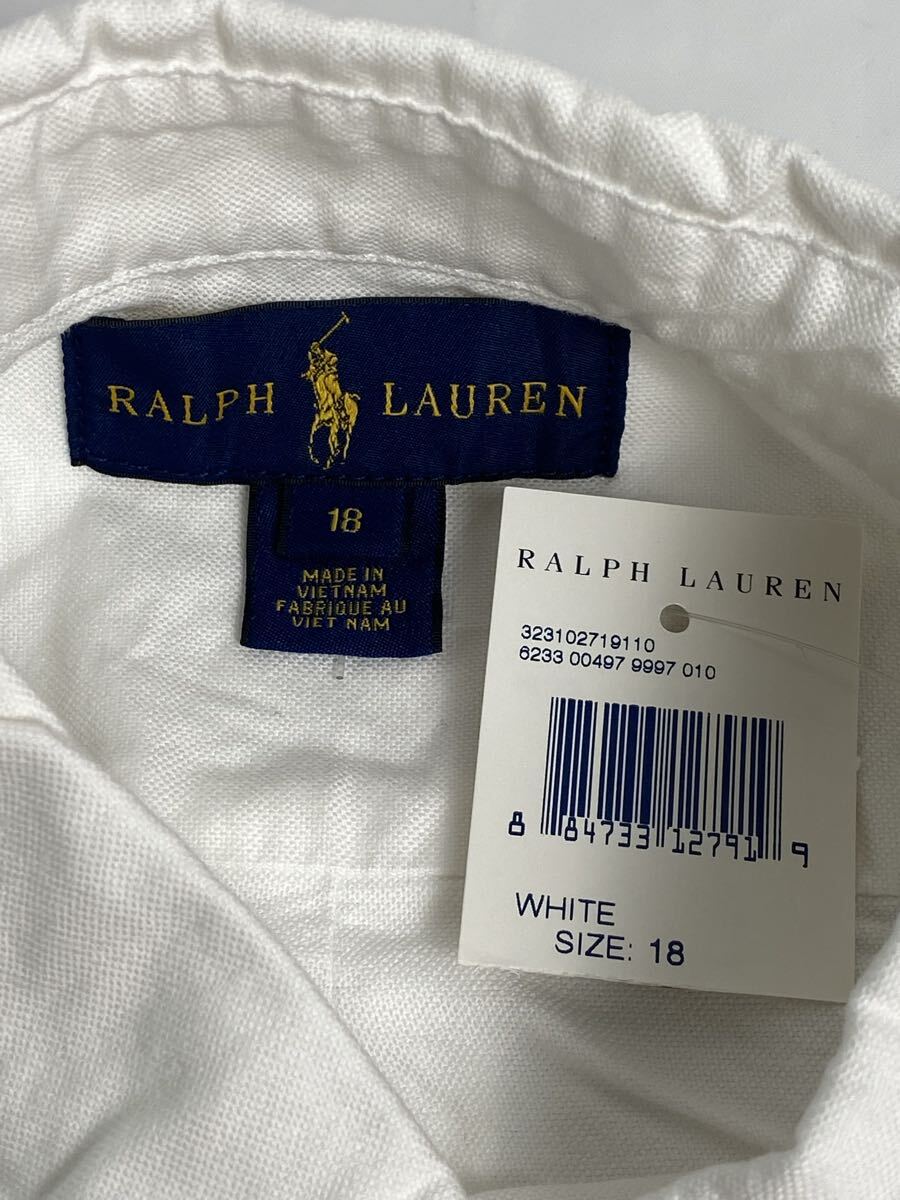 RALPH LAUREN
18
MADE IN
VIETNAM
FABRIQUE AU
VIET NAM
RALPH LAUREN
323102719110
6233 00497 9997 010
8 84733 12791 9
WHITE
SIZE: 18